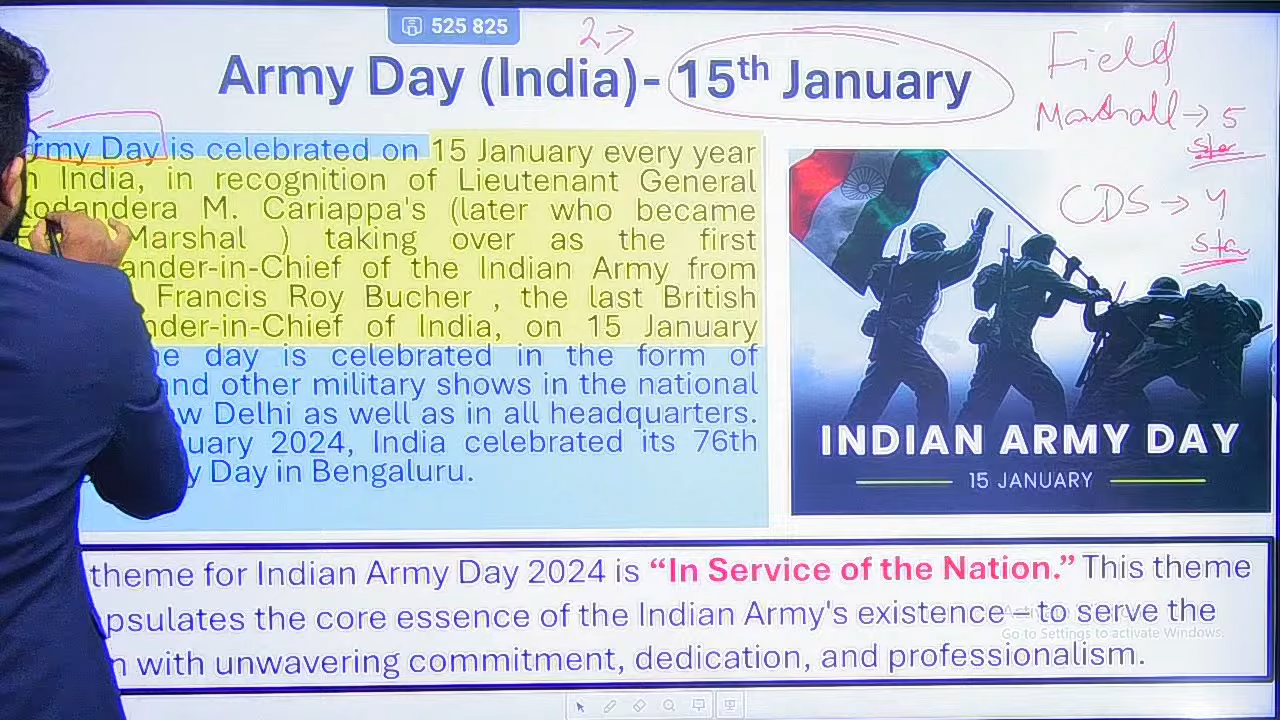 525 825
2 →
Army Day (India)- 15th January
Field
Marshall → 5
Star
CDS → 4
Star
rmy Day is celebrated on 15 January every year
India, in recognition of Lieutenant General
Kodandera M. Cariappa's (later who became
Marshal ) taking over as the first
ander-in-Chief of the Indian Army from
Francis Roy Bucher , the last British
nder-in-Chief of India, on 15 January
he day is celebrated in the form of
and other military shows in the national
w Delhi as well as in all headquarters.
uary 2024, India celebrated its 76th
y Day in Bengaluru.
INDIAN ARMY DAY
15 JANUARY
theme for Indian Army Day 2024 is “In Service of the Nation.” This theme
psulates the core essence of the Indian Army's existence – to serve the
n with unwavering commitment, dedication, and professionalism.
Go to Settings to activate Windows.